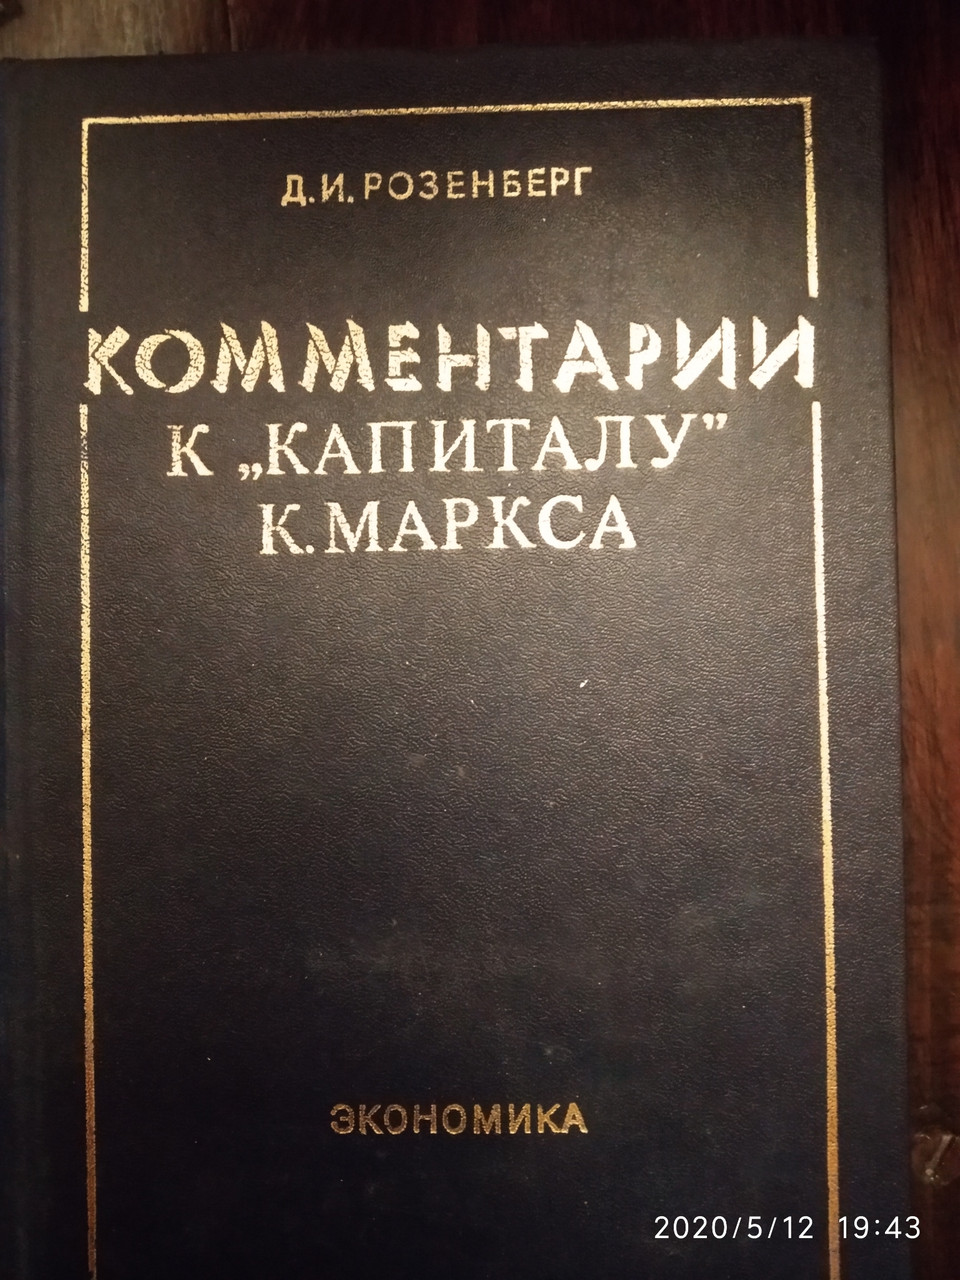 Д.И.РОЗЕНБЕРГ
КОММЕНТАРИИ
К „КАПИТАЛУ”
К.МАРКСА
ЭКОНОМИКА
2020/5/12 19:43